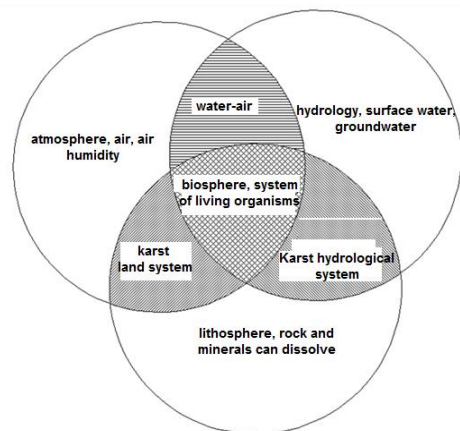 water-air
hydrology, surface water,
groundwater
atmosphere, air, air
humidity
biosphere, system
of living organisms
karst
land system
Karst hydrological
system
lithosphere, rock and
minerals can dissolve